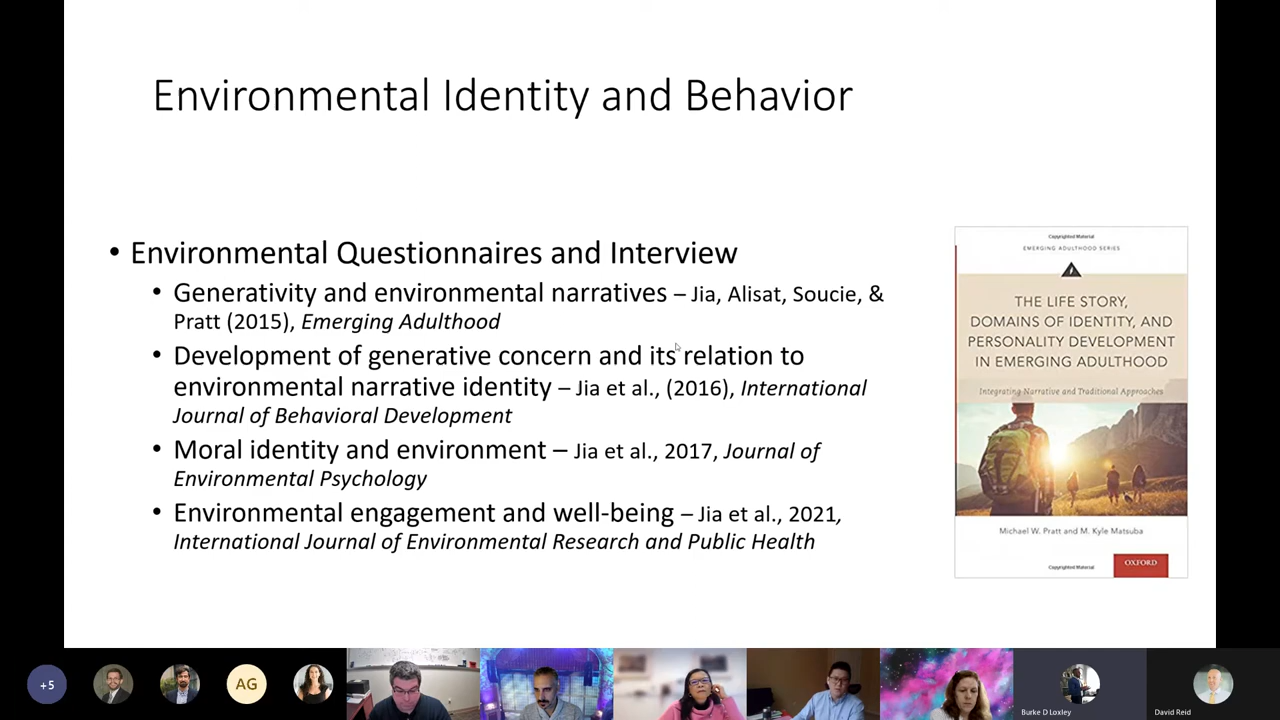 Environmental Identity and Behavior
• Environmental Questionnaires and Interview
• Generativity and environmental narratives – Jia, Alisat, Soucie, &
Pratt (2015), Emerging Adulthood
• Development of generative concern and its relation to
environmental narrative identity – Jia et al., (2016), International
Journal of Behavioral Development
• Moral identity and environment – Jia et al., 2017, Journal of
Environmental Psychology
• Environmental engagement and well-being – Jia et al., 2021,
International Journal of Environmental Research and Public Health
Copyrighted Material
EMERGING ADULTHOOD SERIES
THE LIFE STORY,
DOMAINS OF IDENTITY, AND
PERSONALITY DEVELOPMENT
IN EMERGING ADULTHOOD
Integrating Narrative and Traditional Approaches
Michael W. Pratt and M. Kyle Matsuba
Copyrighted Material
OXFORD
+5
AG
Burke D Loxley
David Reid